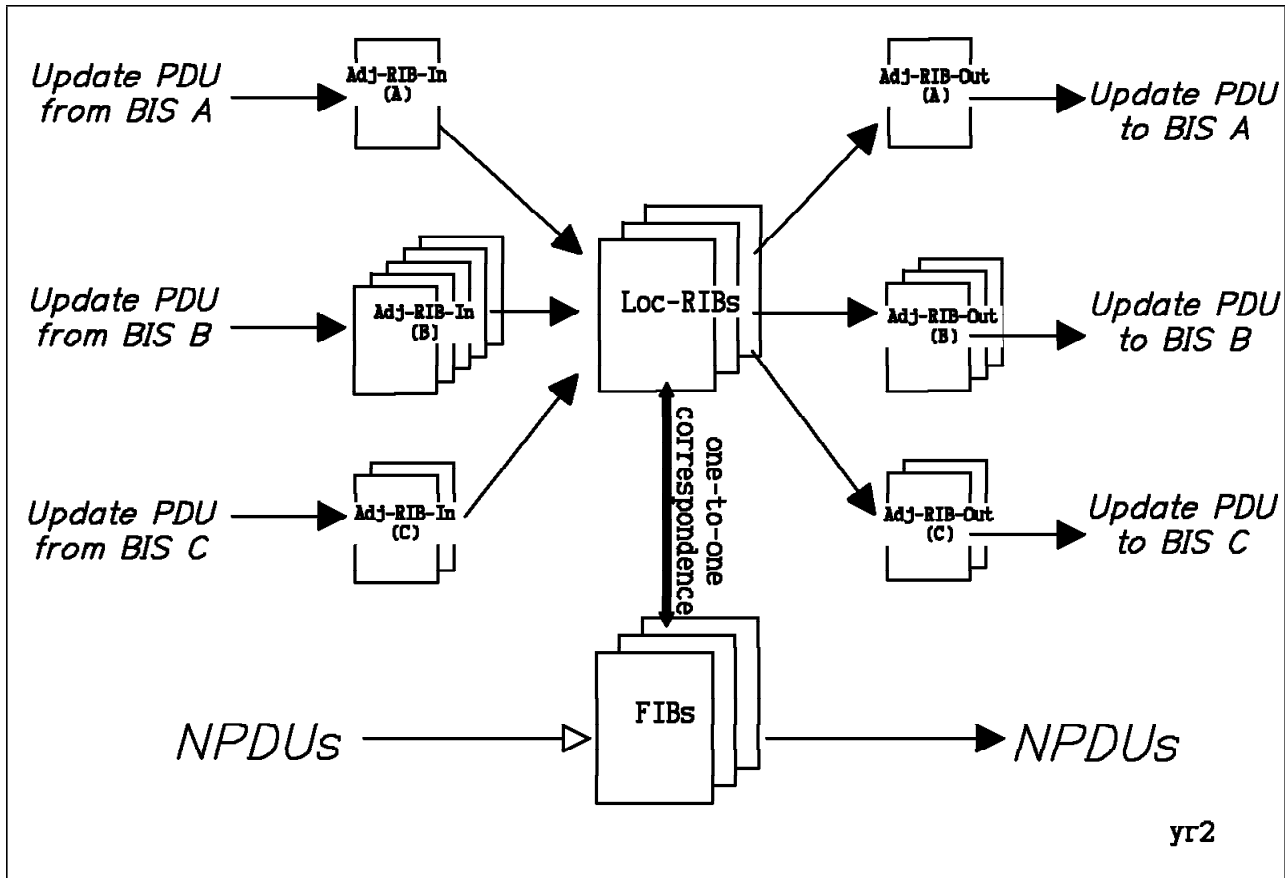 Update PDU
from BIS A
Adj-RIB-In
(A)
Adj-RIB-Out
(A)
Update PDU
to BIS A
Update PDU
from BIS B
Adj-RIB-In
(B)
Loc-RIBs
Adj-RIB-Out
(B)
Update PDU
to BIS B
one-to-one
correspondence
Update PDU
from BIS C
Adj-RIB-In
(C)
Adj-RIB-Out
(C)
Update PDU
to BIS C
NPDUs
FIBs
NPDUs
yr2